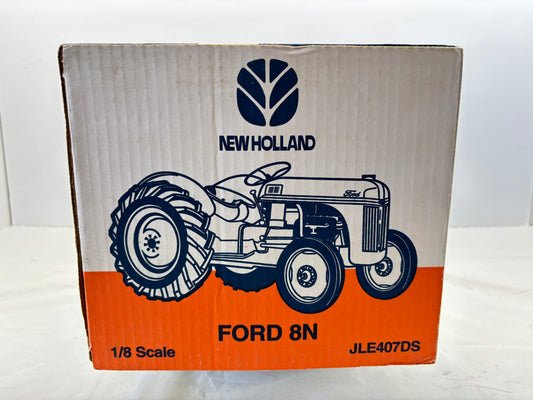 NEW HOLLAND
Ford
FORD 8N
1/8 Scale
JLE407DS